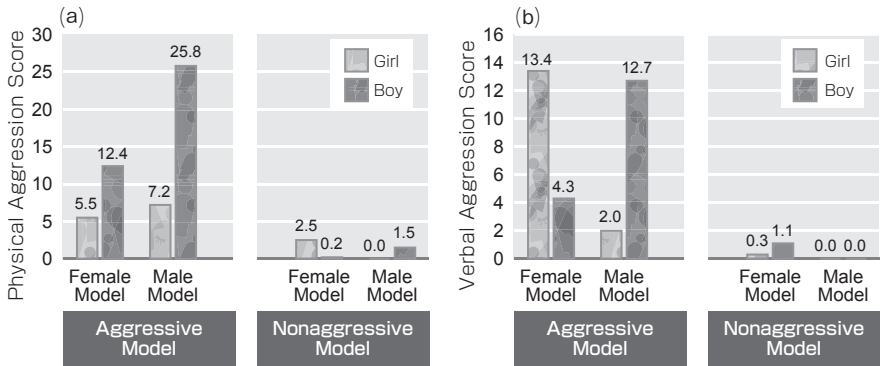 (a)
Physical Aggression Score
30
25
20
15
10
5
0
5.5
12.4
7.2
25.8
Female Model
Male Model
Aggressive Model
Girl
Boy
2.5
0.2
0.0
1.5
Female Model
Male Model
Nonaggressive Model
(b)
Verbal Aggression Score
16
14
12
10
8
6
4
2
0
13.4
4.3
2.0
12.7
Female Model
Male Model
Aggressive Model
Girl
Boy
0.3
1.1
0.0
0.0
Female Model
Male Model
Nonaggressive Model